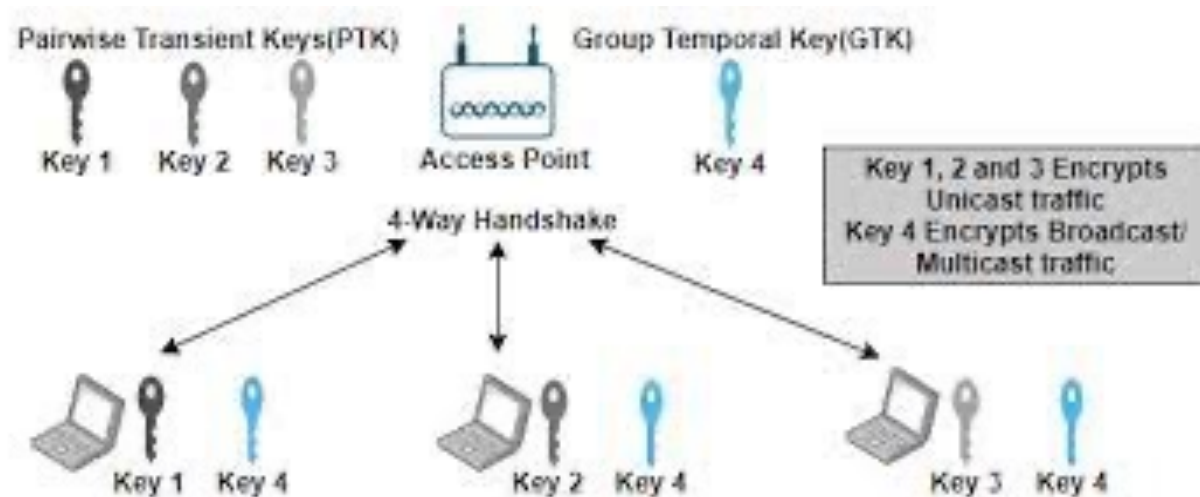 Pairwise Transient Keys(PTK)
Group Temporal Key(GTK)
Key 1
Key 2
Key 3
Access Point
Key 4
Key 1, 2 and 3 Encrypts
Unicast traffic
Key 4 Encrypts Broadcast/
Multicast traffic
4-Way Handshake
Key 1
Key 4
Key 2
Key 4
Key 3
Key 4